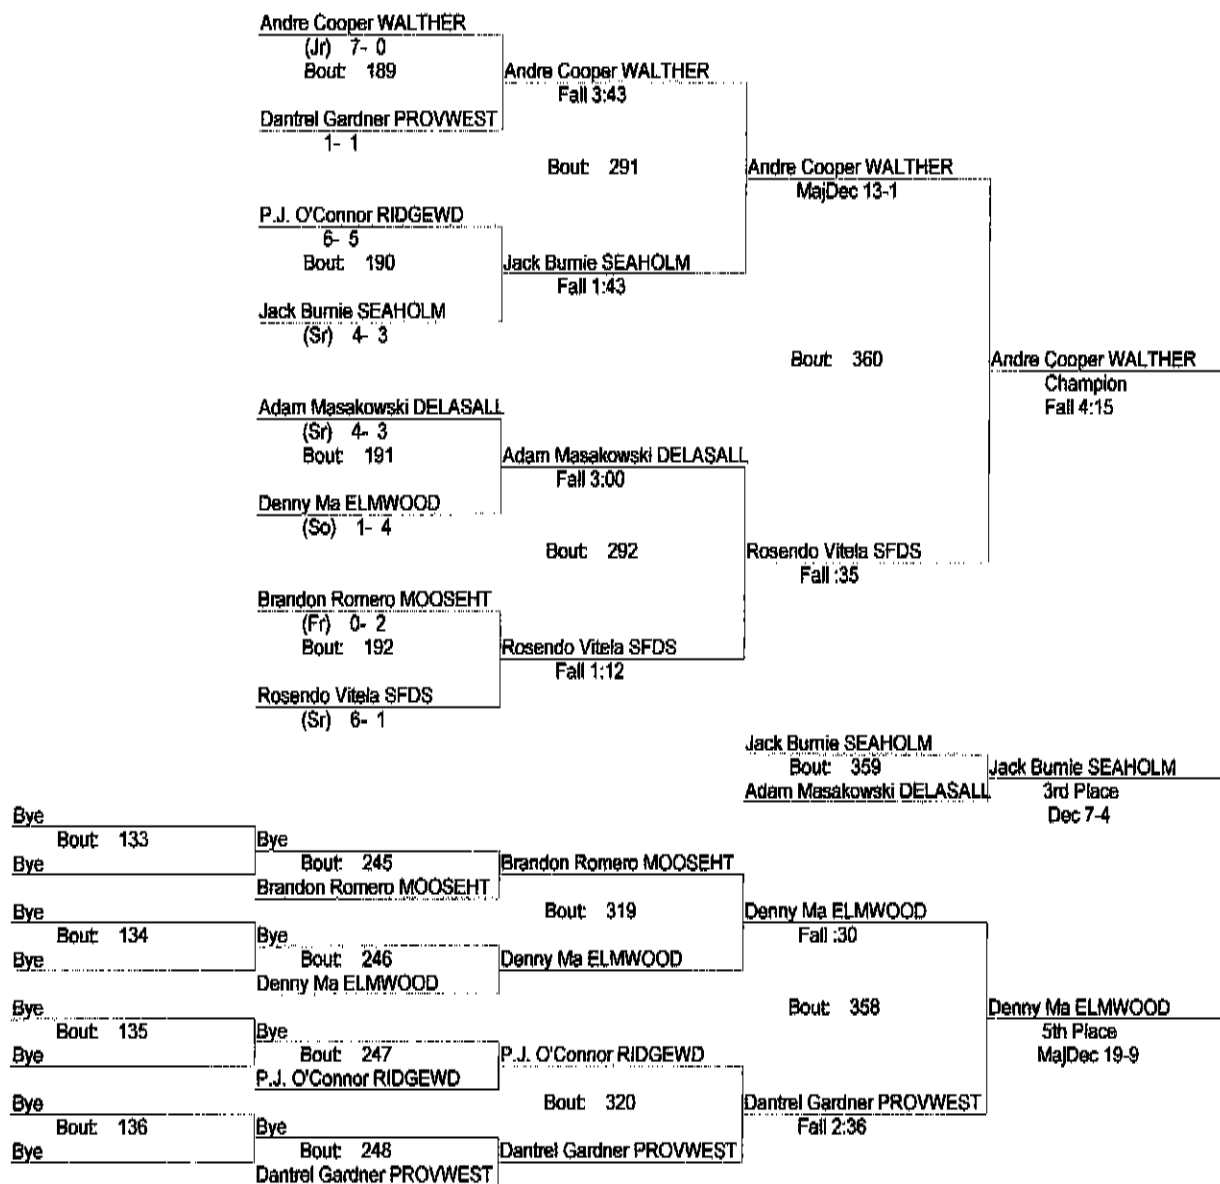 Andre Cooper WALTHER
(Jr) 7- 0
Bout: 189
Andre Cooper WALTHER
Fall 3:43
Dantrel Gardner PROVWEST
1- 1
Bout: 291
Andre Cooper WALTHER
MajDec 13-1
P.J. O'Connor RIDGEWD
6- 5
Bout: 190
Jack Burnie SEAHOLM
Fall 1:43
Jack Burnie SEAHOLM
(Sr) 4- 3
Bout: 360
Andre Cooper WALTHER
Champion
Fall 4:15
Adam Masakowski DELASALL
(Sr) 4- 3
Bout: 191
Adam Masakowski DELASALL
Fall 3:00
Denny Ma ELMWOOD
(So) 1- 4
Bout: 292
Rosendo Vitela SFDS
Fall :35
Brandon Romero MOOSEHT
(Fr) 0- 2
Bout: 192
Rosendo Vitela SFDS
Fall 1:12
Rosendo Vitela SFDS
(Sr) 6- 1
Jack Burnie SEAHOLM
Bout: 359
Jack Burnie SEAHOLM
Adam Masakowski DELASALL
3rd Place
Dec 7-4
Bye
Bout: 133
Bye
Bye
Bout: 245
Brandon Romero MOOSEHT
Brandon Romero MOOSEHT
Bye
Bout: 134
Bye
Bout: 319
Denny Ma ELMWOOD
Fall :30
Bye
Bout: 246
Denny Ma ELMWOOD
Denny Ma ELMWOOD
Bye
Bout: 135
Bye
Bout: 358
Denny Ma ELMWOOD
5th Place
MajDec 19-9
Bye
Bout: 247
P.J. O'Connor RIDGEWD
P.J. O'Connor RIDGEWD
Bye
Bout: 136
Bye
Bout: 320
Dantrel Gardner PROVWEST
Fall 2:36
Bye
Bout: 248
Dantrel Gardner PROVWEST
Dantrel Gardner PROVWEST